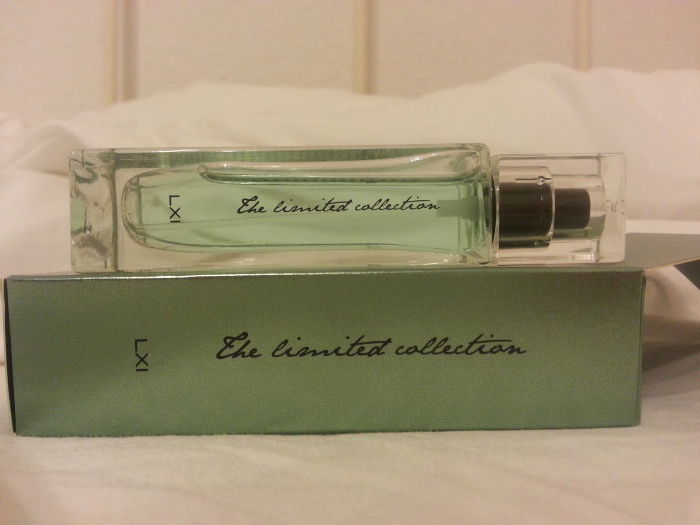 LXI
The limited collection
LXI
The limited collection